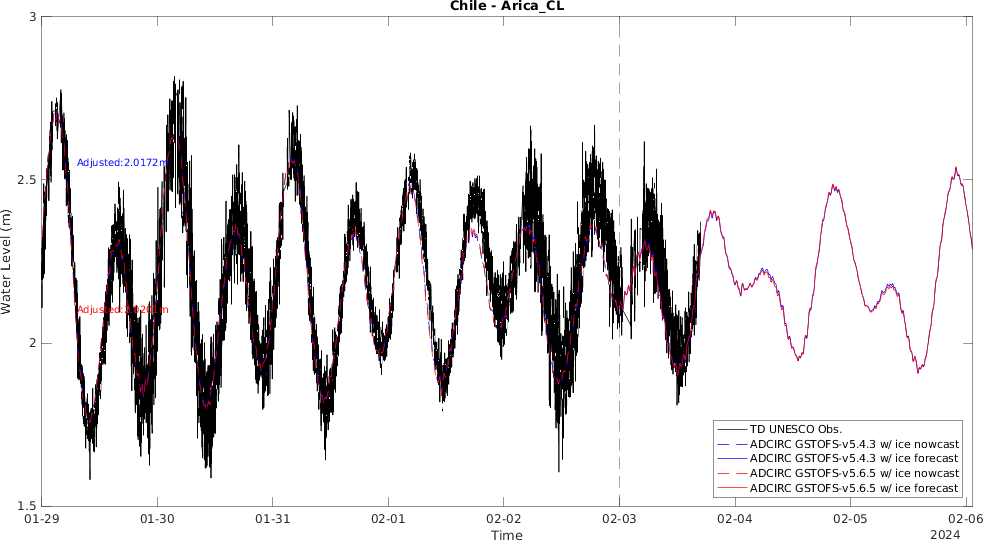 Chile - Arica_CL
3
2.5
2
1.5
Water Level (m)
Adjusted:2.0172m
01-29
01-30
01-31
02-01
02-02
02-03
02-04
02-05
02-06
Time
2024
TD UNESCO Obs.
ADCIRC GSTOFS-v5.4.3 w/ ice nowcast
ADCIRC GSTOFS-v5.4.3 w/ ice forecast
ADCIRC GSTOFS-v5.6.5 w/ ice nowcast
ADCIRC GSTOFS-v5.6.5 w/ ice forecast